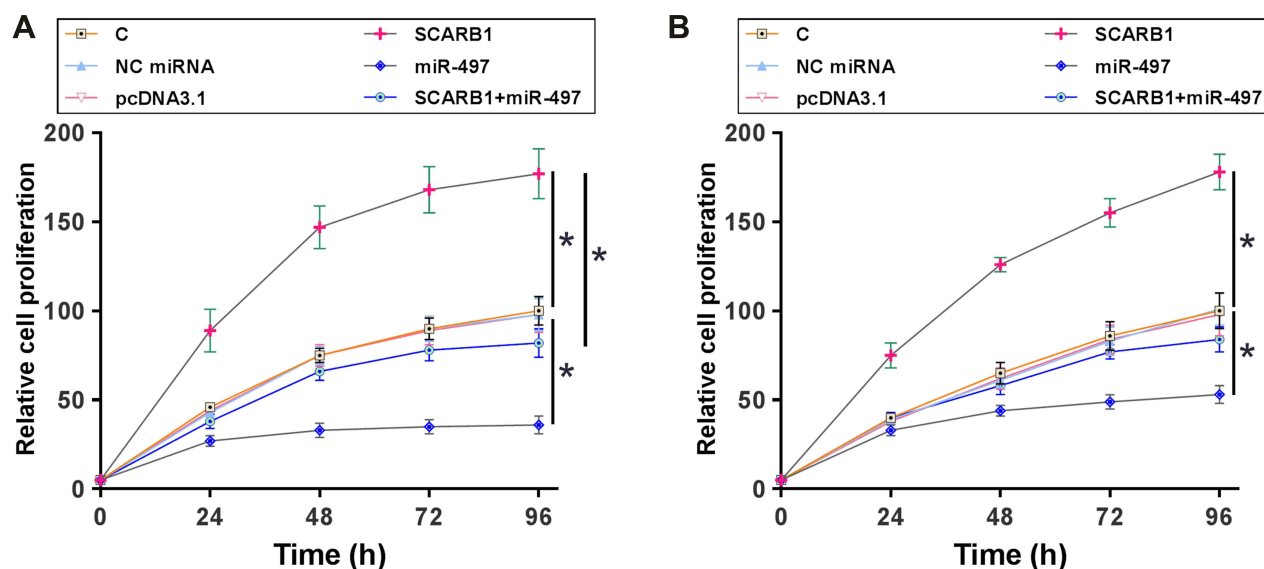 A
C
NC miRNA
pcDNA3.1
SCARB1
miR-497
SCARB1+miR-497
Relative cell proliferation
200
150
100
50
0
0 24 48 72 96
Time (h)
*
*
*
B
C
NC miRNA
pcDNA3.1
SCARB1
miR-497
SCARB1+miR-497
Relative cell proliferation
200
150
100
50
0
0 24 48 72 96
Time (h)
*
*